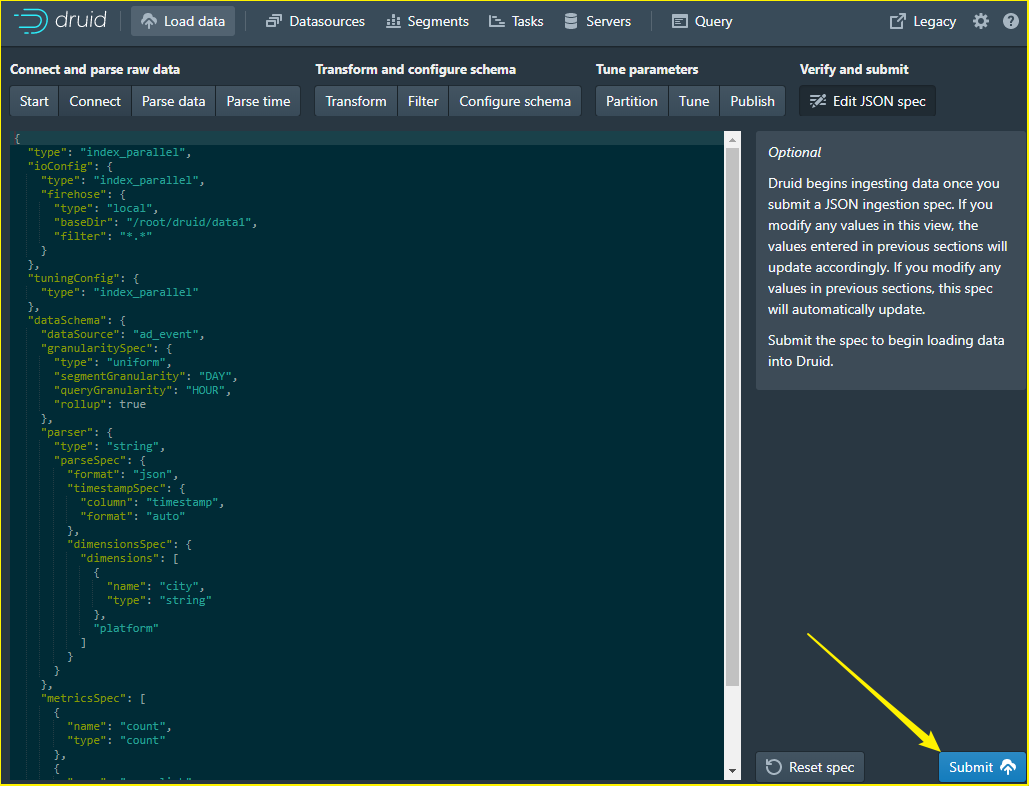 druid Load data Datasources Segments Tasks Servers Query Legacy
Connect and parse raw data Transform and configure schema Tune parameters Verify and submit
Start Connect Parse data Parse time Transform Filter Configure schema Partition Tune Publish Edit JSON spec
{
"type": "index_parallel",
"ioConfig": {
"type": "index_parallel",
"firehose": {
"type": "local",
"baseDir": "/root/druid/data1",
"filter": "*.*"
}
},
"tuningConfig": {
"type": "index_parallel"
},
"dataSchema": {
"dataSource": "ad_event",
"granularitySpec": {
"type": "uniform",
"segmentGranularity": "DAY",
"queryGranularity": "HOUR",
"rollup": true
},
"parser": {
"type": "string",
"parseSpec": {
"format": "json",
"timestampSpec": {
"column": "timestamp",
"format": "auto"
},
"dimensionsSpec": {
"dimensions": [
{
"name": "city",
"type": "string"
},
"platform"
]
}
}
},
"metricsSpec": [
{
"name": "count",
"type": "count"
},
{
Optional
Druid begins ingesting data once you
submit a JSON ingestion spec. If you
modify any values in this view, the
values entered in previous sections will
update accordingly. If you modify any
values in previous sections, this spec
will automatically update.
Submit the spec to begin loading data
into Druid.
Reset spec Submit